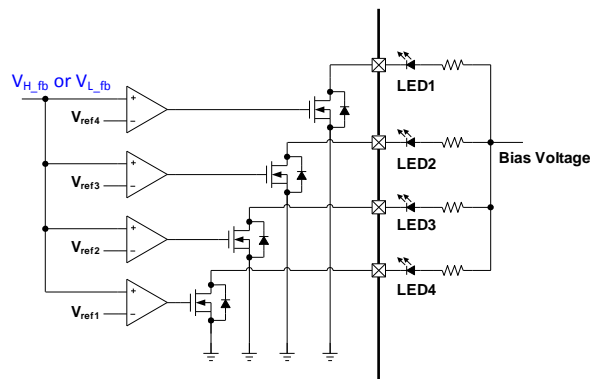 V_H_fb or V_L_fb
+
−
V_ref4
+
−
V_ref3
+
−
V_ref2
+
−
V_ref1
LED1
LED2
LED3
LED4
Bias Voltage